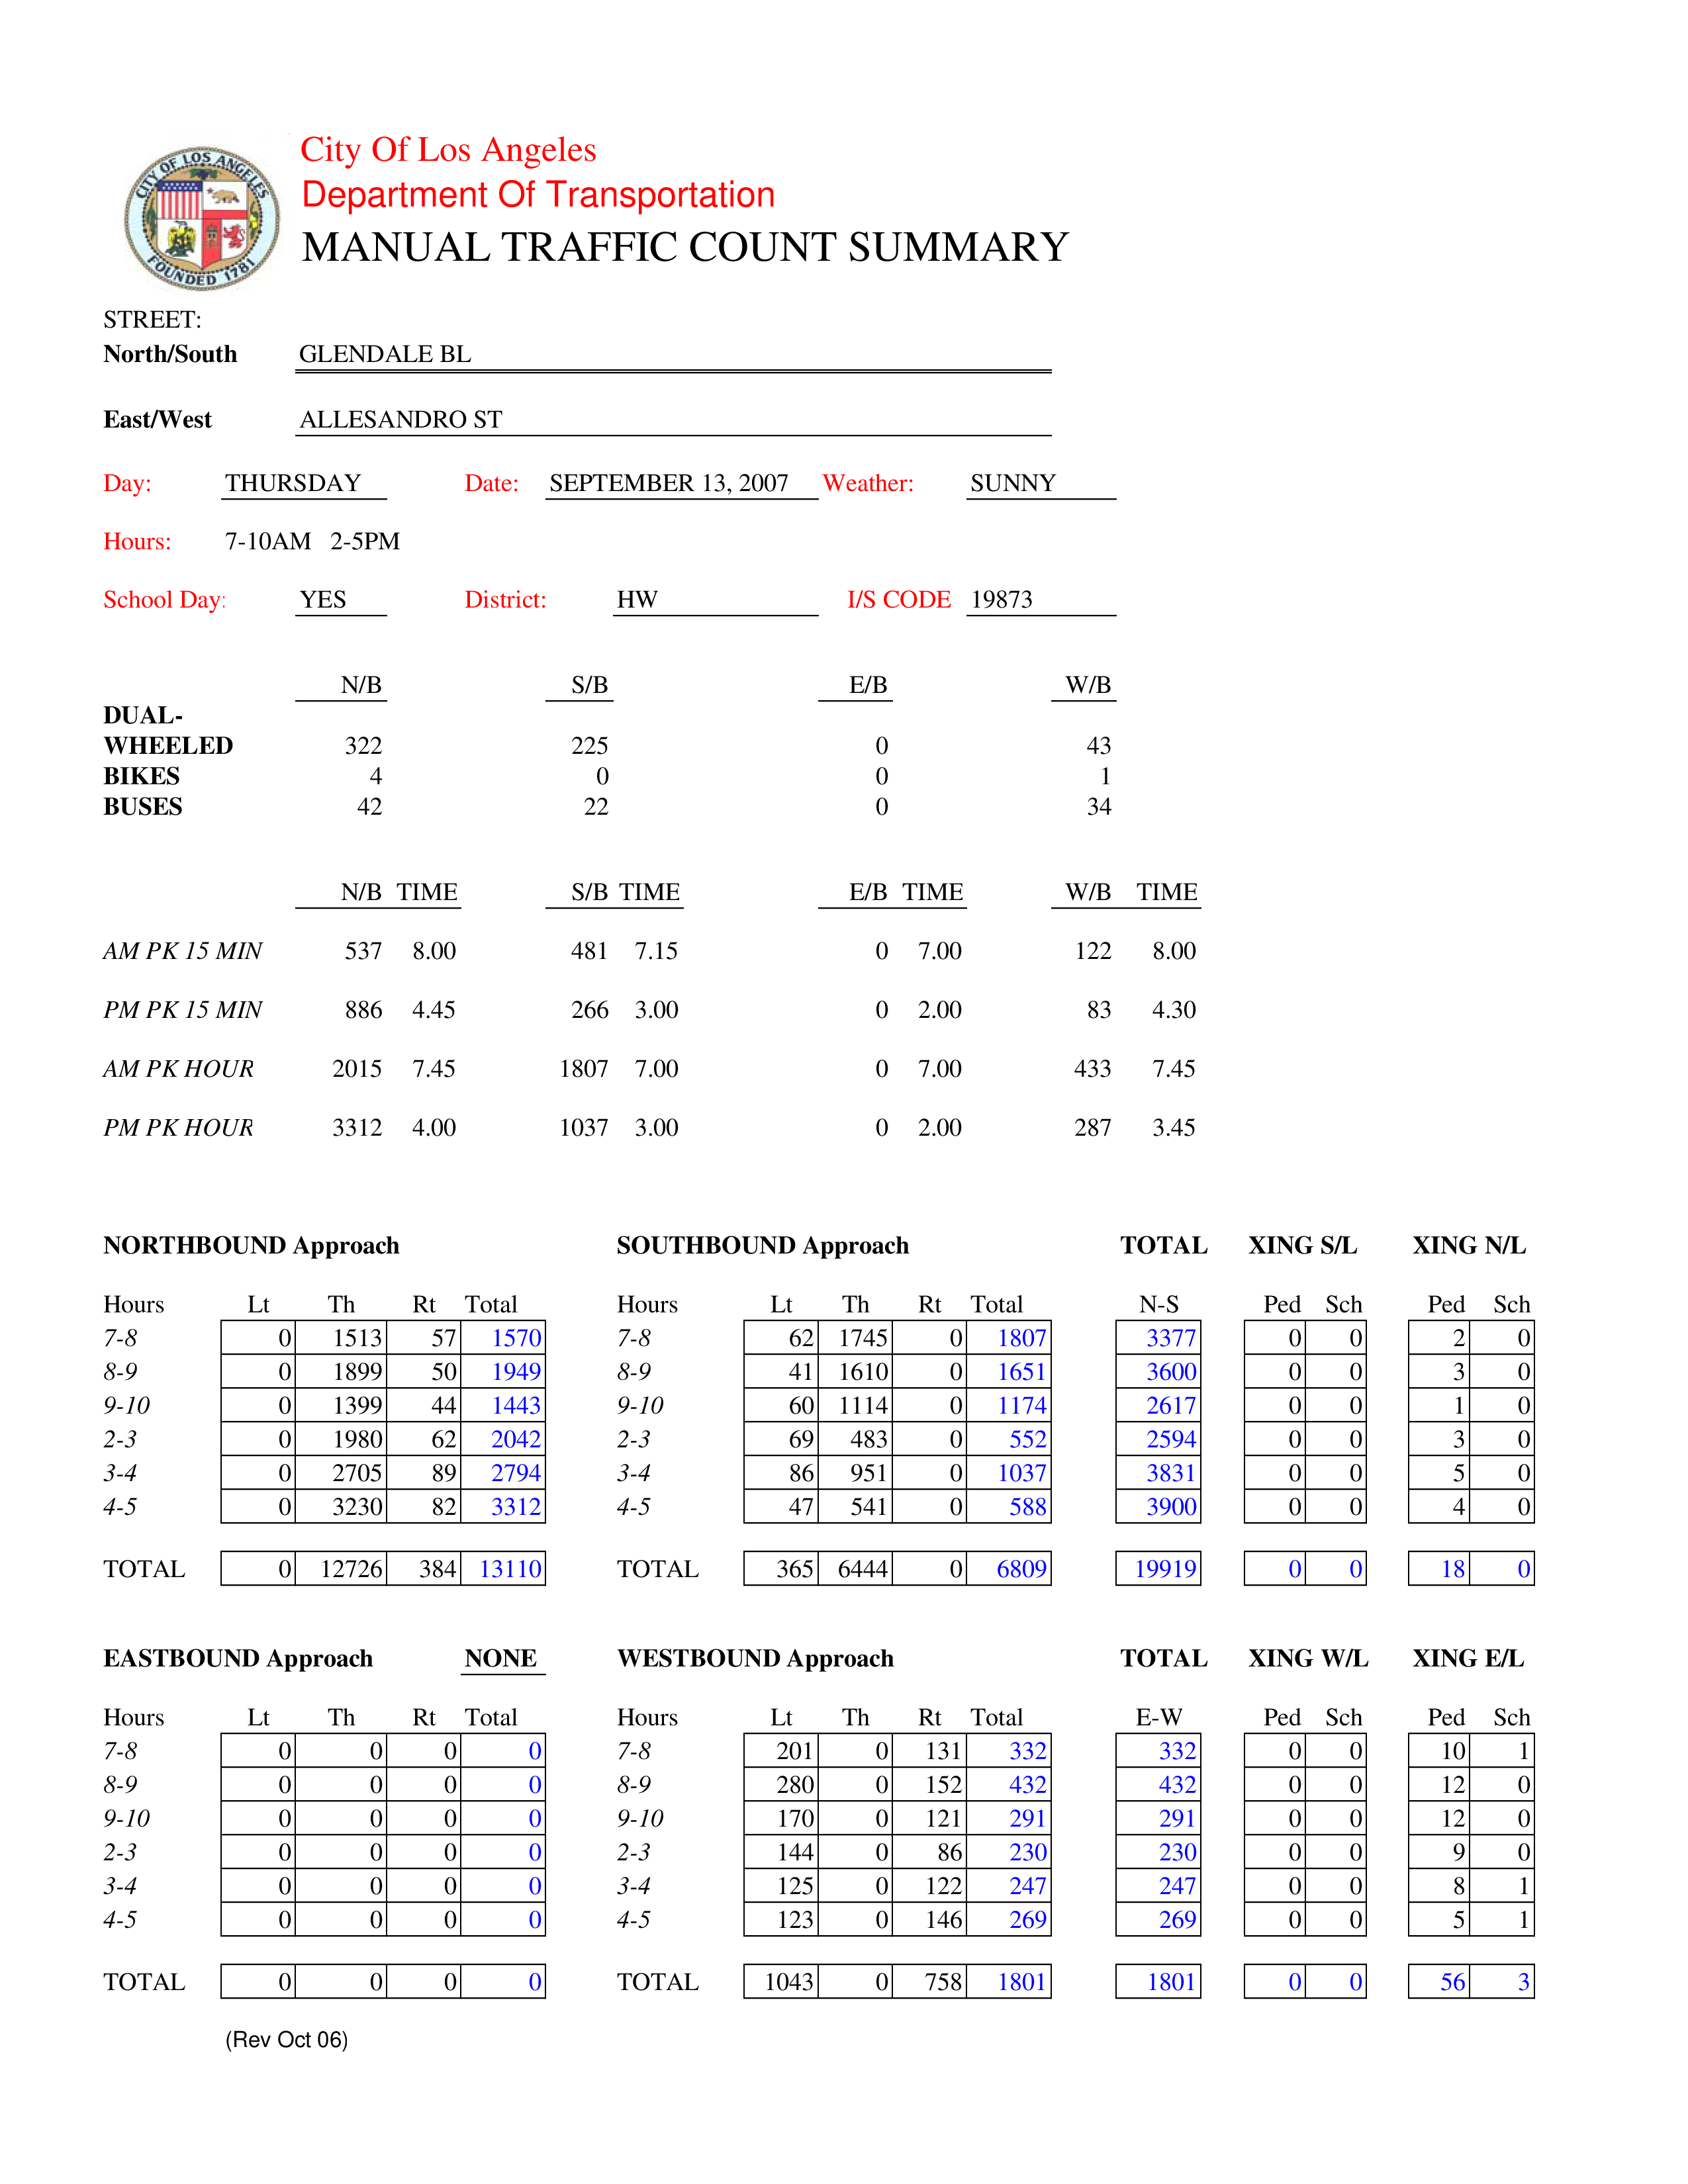 CITY OF LOS ANGELES
FOUNDED 1781
City Of Los Angeles
Department Of Transportation
MANUAL TRAFFIC COUNT SUMMARY
STREET:
North/South GLENDALE BL
East/West ALLESANDRO ST
Day: THURSDAY Date: SEPTEMBER 13, 2007 Weather: SUNNY
Hours: 7-10AM 2-5PM
School Day: YES District: HW I/S CODE 19873
N/B S/B E/B W/B
DUAL-
WHEELED 322 225 0 43
BIKES 4 0 0 1
BUSES 42 22 0 34
N/B TIME S/B TIME E/B TIME W/B TIME
AM PK 15 MIN 537 8.00 481 7.15 0 7.00 122 8.00
PM PK 15 MIN 886 4.45 266 3.00 0 2.00 83 4.30
AM PK HOUR 2015 7.45 1807 7.00 0 7.00 433 7.45
PM PK HOUR 3312 4.00 1037 3.00 0 2.00 287 3.45
NORTHBOUND Approach SOUTHBOUND Approach TOTAL XING S/L XING N/L
Hours Lt Th Rt Total Hours Lt Th Rt Total N-S Ped Sch Ped Sch
7-8 0 1513 57 1570 7-8 62 1745 0 1807 3377 0 0 2 0
8-9 0 1899 50 1949 8-9 41 1610 0 1651 3600 0 0 3 0
9-10 0 1399 44 1443 9-10 60 1114 0 1174 2617 0 0 1 0
2-3 0 1980 62 2042 2-3 69 483 0 552 2594 0 0 3 0
3-4 0 2705 89 2794 3-4 86 951 0 1037 3831 0 0 5 0
4-5 0 3230 82 3312 4-5 47 541 0 588 3900 0 0 4 0
TOTAL 0 12726 384 13110 TOTAL 365 6444 0 6809 19919 0 0 18 0
EASTBOUND Approach NONE WESTBOUND Approach TOTAL XING W/L XING E/L
Hours Lt Th Rt Total Hours Lt Th Rt Total E-W Ped Sch Ped Sch
7-8 0 0 0 0 7-8 201 0 131 332 332 0 0 10 1
8-9 0 0 0 0 8-9 280 0 152 432 432 0 0 12 0
9-10 0 0 0 0 9-10 170 0 121 291 291 0 0 12 0
2-3 0 0 0 0 2-3 144 0 86 230 230 0 0 9 0
3-4 0 0 0 0 3-4 125 0 122 247 247 0 0 8 1
4-5 0 0 0 0 4-5 123 0 146 269 269 0 0 5 1
TOTAL 0 0 0 0 TOTAL 1043 0 758 1801 1801 0 0 56 3
(Rev Oct 06)